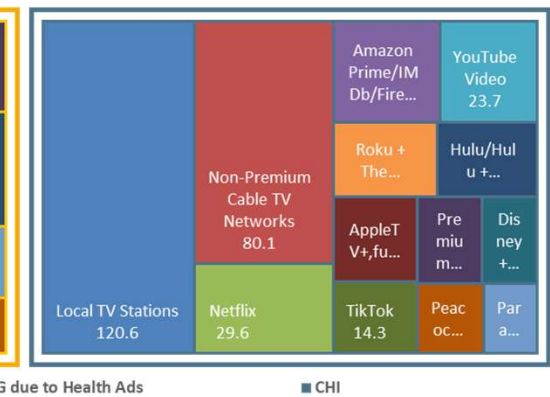 Amazon
Prime/IM
Db/Fire...
YouTube
Video
23.7
Roku +
The...
Hulu/Hul
u +...
Non-Premium
Cable TV
Networks
80.1
AppleT
V+,fu...
Pre
miu
m...
Dis
ney
+...
Local TV Stations
120.6
Netflix
29.6
TikTok
14.3
Peac
oc...
Par
a...
G due to Health Ads
CHI